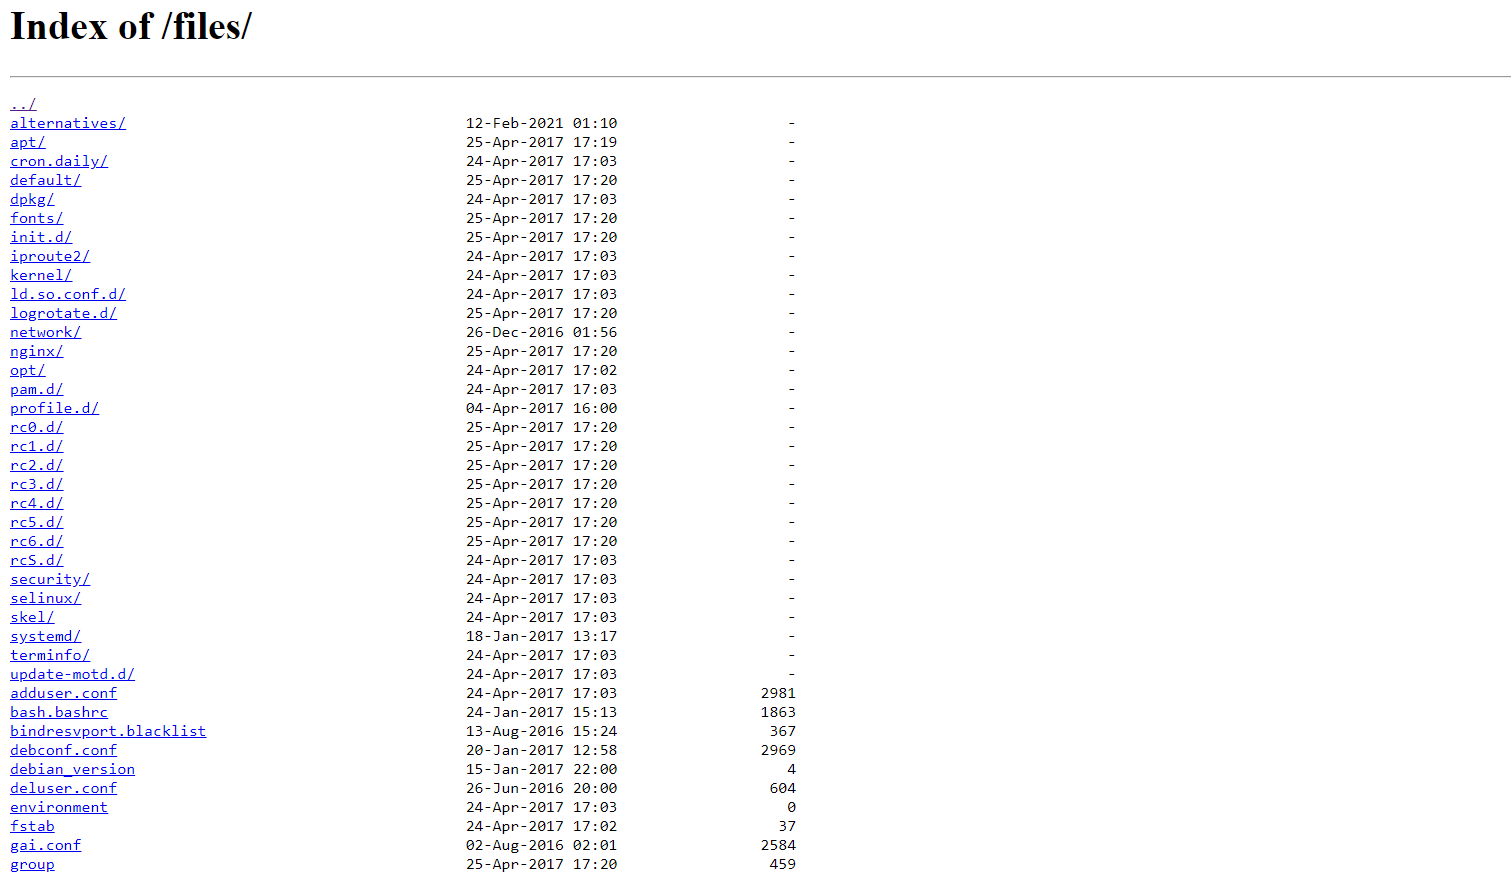 Index of /files/
../
alternatives/ 12-Feb-2021 01:10 -
apt/ 25-Apr-2017 17:19 -
cron.daily/ 24-Apr-2017 17:03 -
default/ 25-Apr-2017 17:20 -
dpkg/ 24-Apr-2017 17:03 -
fonts/ 25-Apr-2017 17:20 -
init.d/ 25-Apr-2017 17:20 -
iproute2/ 24-Apr-2017 17:03 -
kernel/ 24-Apr-2017 17:03 -
ld.so.conf.d/ 24-Apr-2017 17:03 -
logrotate.d/ 25-Apr-2017 17:20 -
network/ 26-Dec-2016 01:56 -
nginx/ 25-Apr-2017 17:20 -
opt/ 24-Apr-2017 17:02 -
pam.d/ 24-Apr-2017 17:03 -
profile.d/ 04-Apr-2017 16:00 -
rc0.d/ 25-Apr-2017 17:20 -
rc1.d/ 25-Apr-2017 17:20 -
rc2.d/ 25-Apr-2017 17:20 -
rc3.d/ 25-Apr-2017 17:20 -
rc4.d/ 25-Apr-2017 17:20 -
rc5.d/ 25-Apr-2017 17:20 -
rc6.d/ 25-Apr-2017 17:20 -
rcS.d/ 24-Apr-2017 17:03 -
security/ 24-Apr-2017 17:03 -
selinux/ 24-Apr-2017 17:03 -
skel/ 24-Apr-2017 17:03 -
systemd/ 18-Jan-2017 13:17 -
terminfo/ 24-Apr-2017 17:03 -
update-motd.d/ 24-Apr-2017 17:03 -
adduser.conf 24-Apr-2017 17:03 2981
bash.bashrc 24-Jan-2017 15:13 1863
bindresvport.blacklist 13-Aug-2016 15:24 367
debconf.conf 20-Jan-2017 12:58 2969
debian_version 15-Jan-2017 22:00 4
deluser.conf 26-Jun-2016 20:00 604
environment 24-Apr-2017 17:03 0
fstab 24-Apr-2017 17:02 37
gai.conf 02-Aug-2016 02:01 2584
group 25-Apr-2017 17:20 459